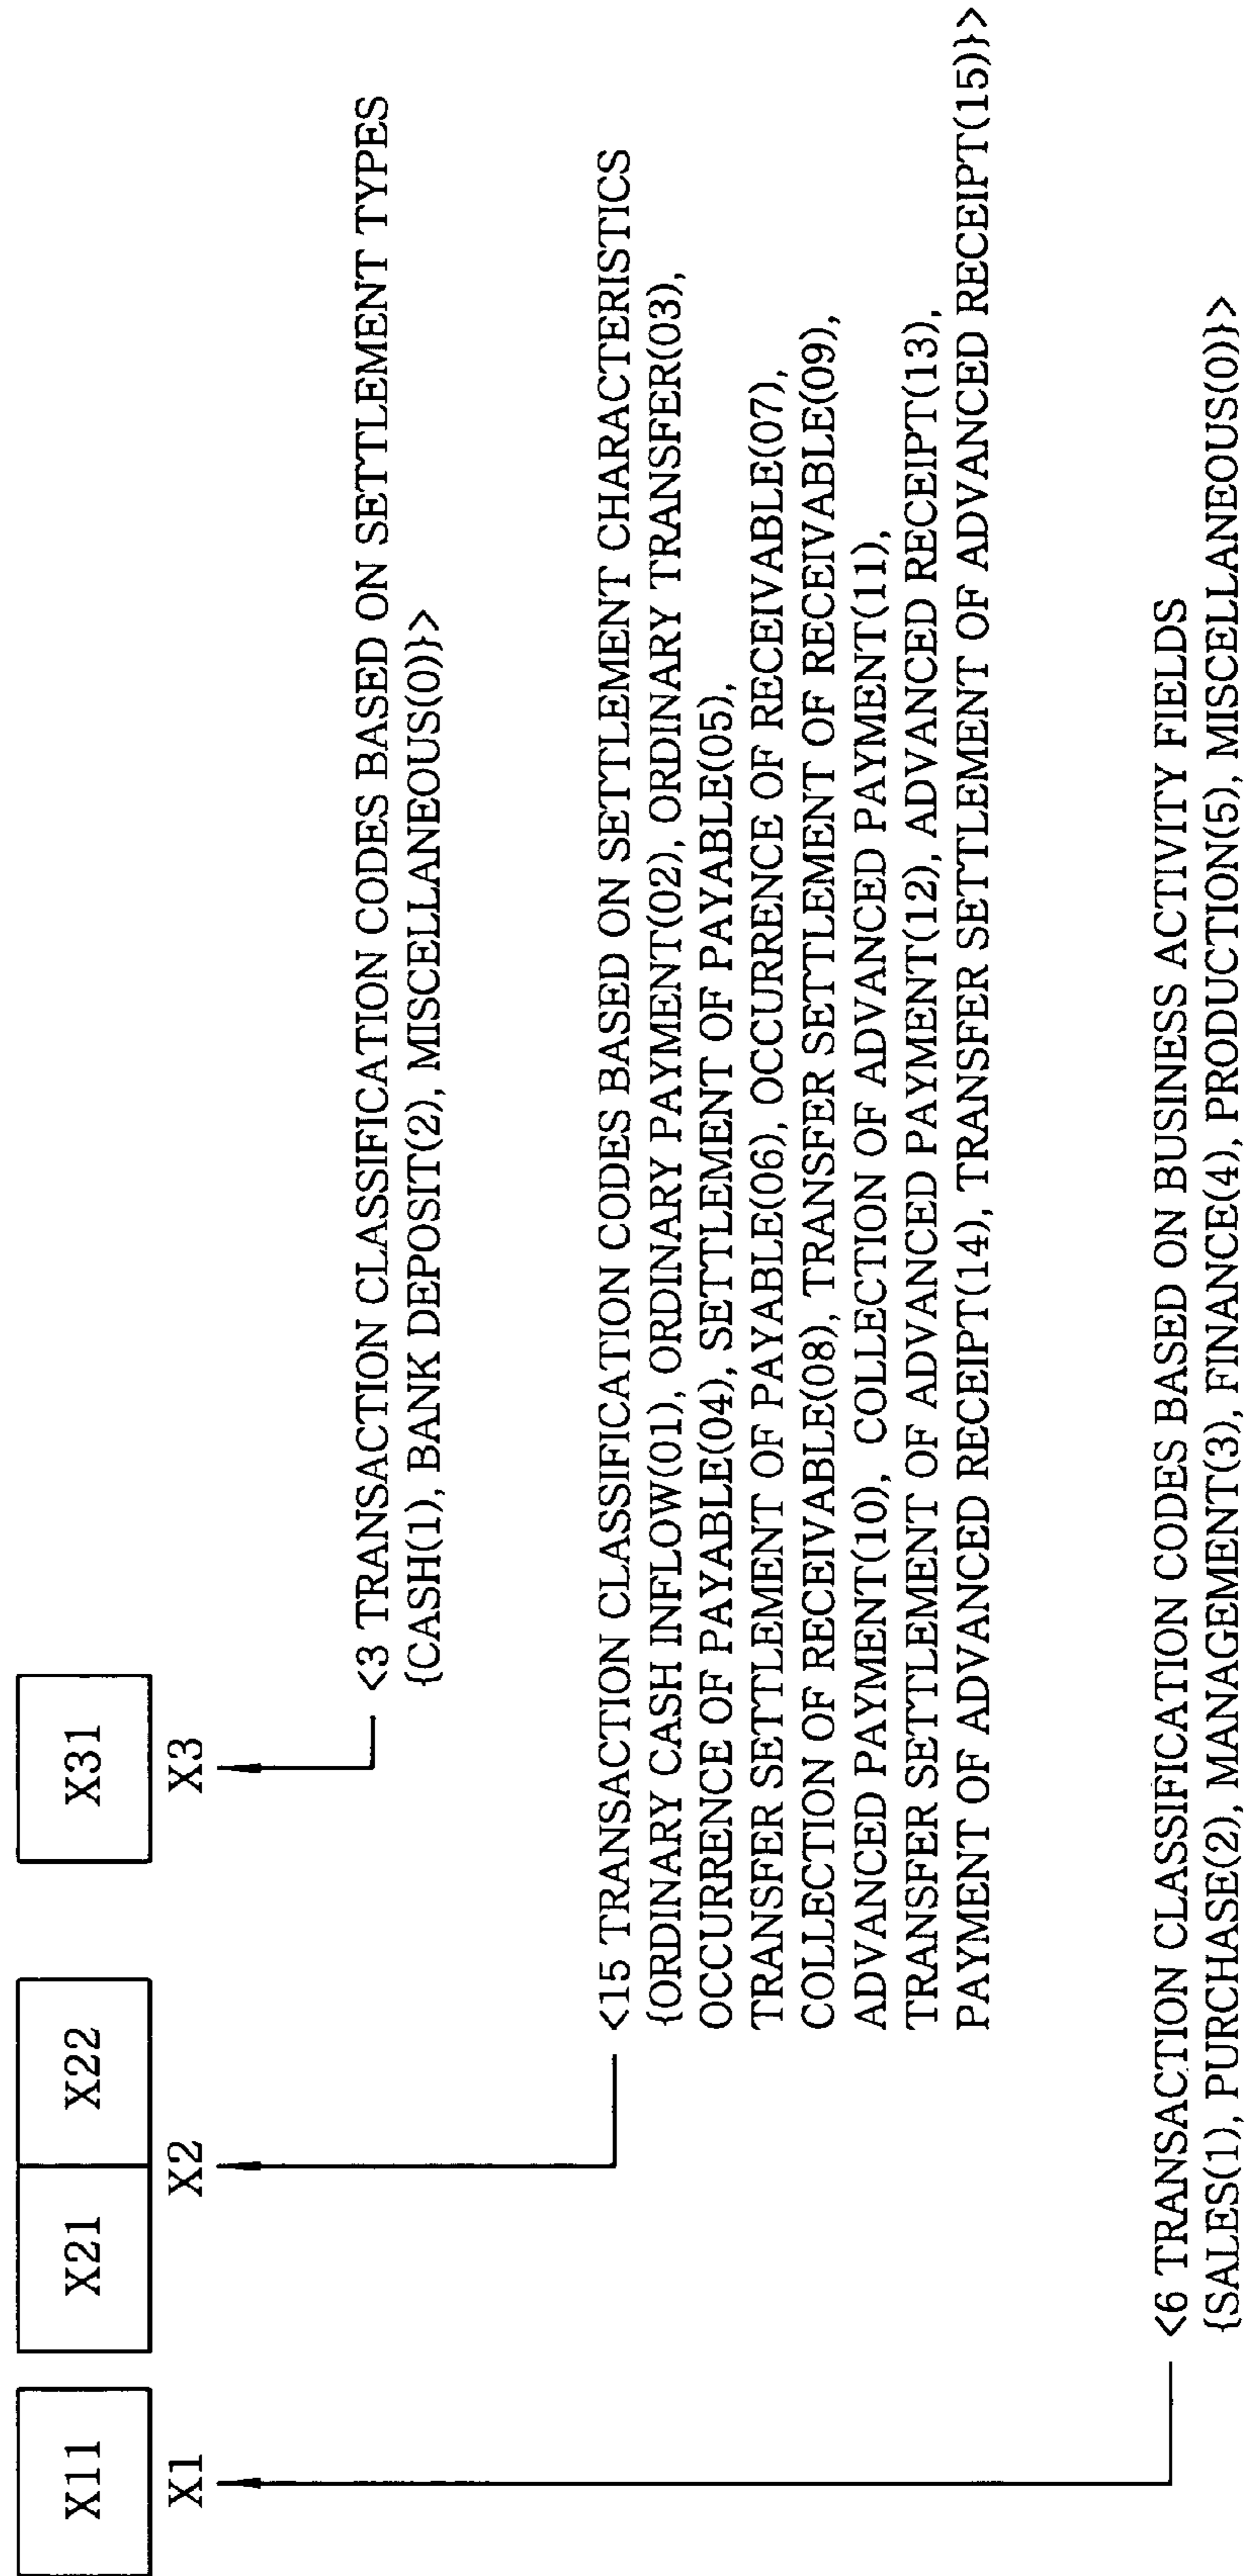 X11 X21 X22 X31
X1 X2 X3
<3 TRANSACTION CLASSIFICATION CODES BASED ON SETTLEMENT TYPES
{CASH(1), BANK DEPOSIT(2), MISCELLANEOUS(0)}>
<15 TRANSACTION CLASSIFICATION CODES BASED ON SETTLEMENT CHARACTERISTICS
{ORDINARY CASH INFLOW(01), ORDINARY PAYMENT(02), ORDINARY TRANSFER(03),
OCCURRENCE OF PAYABLE(04), SETTLEMENT OF PAYABLE(05),
TRANSFER SETTLEMENT OF PAYABLE(06), OCCURRENCE OF RECEIVABLE(07),
COLLECTION OF RECEIVABLE(08), TRANSFER SETTLEMENT OF RECEIVABLE(09),
ADVANCED PAYMENT(10), COLLECTION OF ADVANCED PAYMENT(11),
TRANSFER SETTLEMENT OF ADVANCED PAYMENT(12), ADVANCED RECEIPT(13),
PAYMENT OF ADVANCED RECEIPT(14), TRANSFER SETTLEMENT OF ADVANCED RECEIPT(15)}>
<6 TRANSACTION CLASSIFICATION CODES BASED ON BUSINESS ACTIVITY FIELDS
{SALES(1), PURCHASE(2), MANAGEMENT(3), FINANCE(4), PRODUCTION(5), MISCELLANEOUS(0)}>